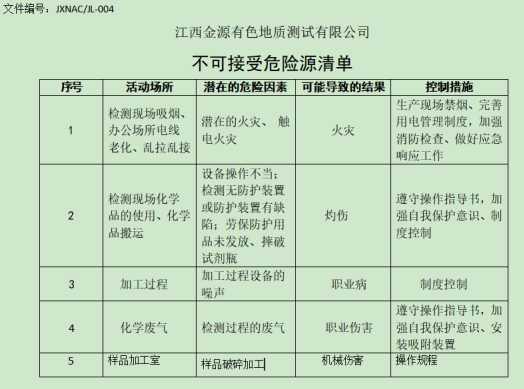 文件编号：JXNAC/JL-004
江西金源有色地质测试有限公司
不可接受危险源清单
序号 活动场所 潜在的危险因素 可能导致的结果 控制措施
1
检测现场吸烟、
办公场所电线
老化、乱拉乱接
潜在的火灾、 触
电火灾
火灾
生产现场禁烟、完善
用电管理制度，加强
消防检查、做好应急
响应工作
2
检测现场化学
品的使用、化学
品搬运
设备操作不当；
检测无防护装置
或防护装置有缺
陷；劳保防护用
品未发放、摔破
试剂瓶
灼伤
遵守操作指导书，加
强自我保护意识、制
度控制
3
加工过程
加工过程设备的
噪声
职业病
制度控制
4
化学废气
检测过程的废气
职业伤害
遵守操作指导书，加
强自我保护意识、安
装吸附装置
5
样品加工室
样品破碎加工
机械伤害
操作规程